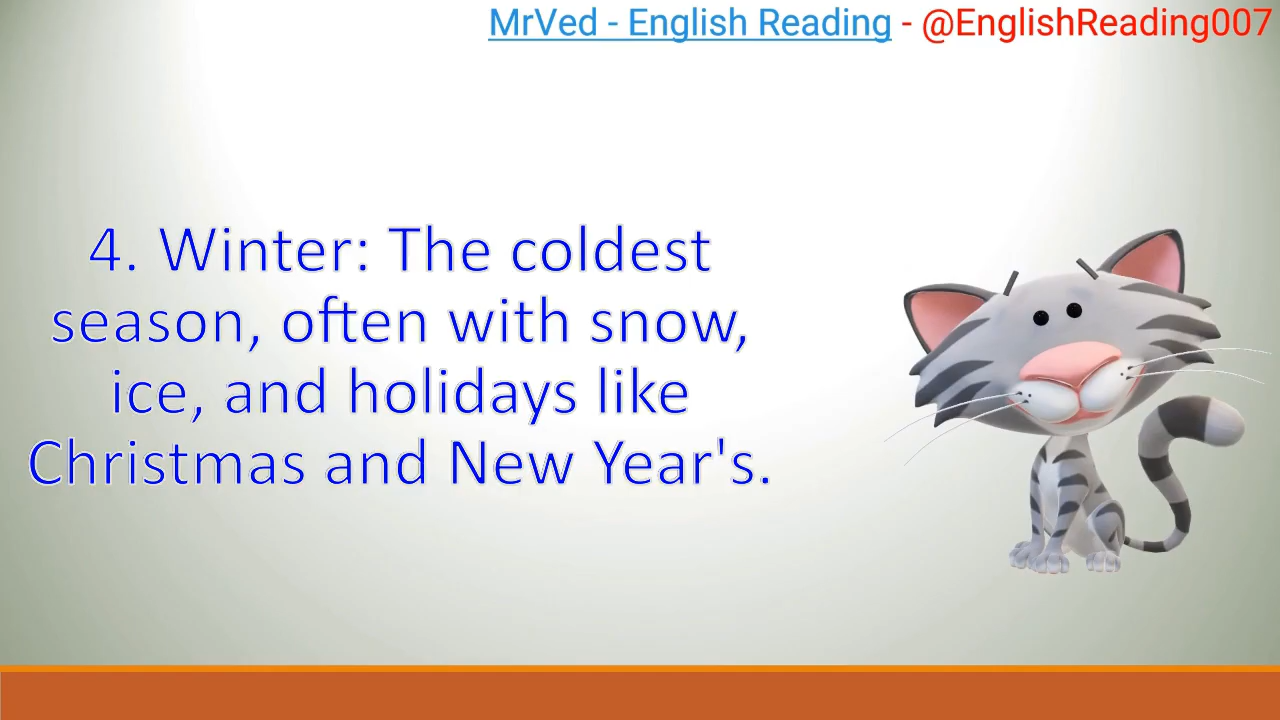 MrVed - English Reading - @EnglishReading007
4. Winter: The coldest
season, often with snow,
ice, and holidays like
Christmas and New Year's.